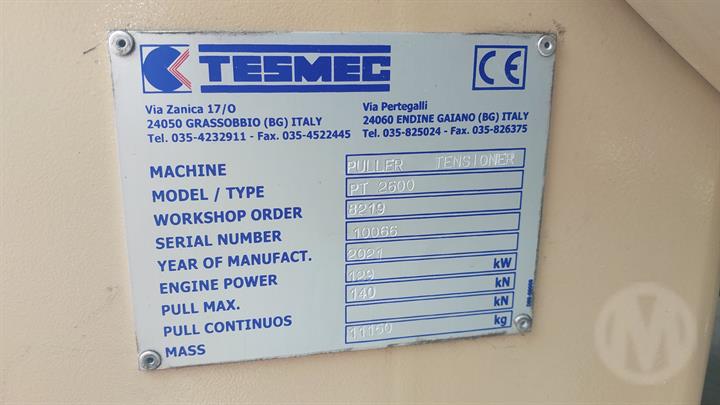 TESMEC
CE
Via Zanica 17/O
24050 GRASSOBBIO (BG) ITALY
Tel. 035-4232911 - Fax. 035-4522445
Via Pertegalli
24060 ENDINE GAIANO (BG) ITALY
Tel. 035-825024 - Fax. 035-826375
MACHINE PULLER TENSIONER
MODEL / TYPE PT 2600
WORKSHOP ORDER 8219
SERIAL NUMBER 10066
YEAR OF MANUFACT. 2021
ENGINE POWER 129 kW
PULL MAX. 140 kN
PULL CONTINUOS kN
MASS 11150 kg
M